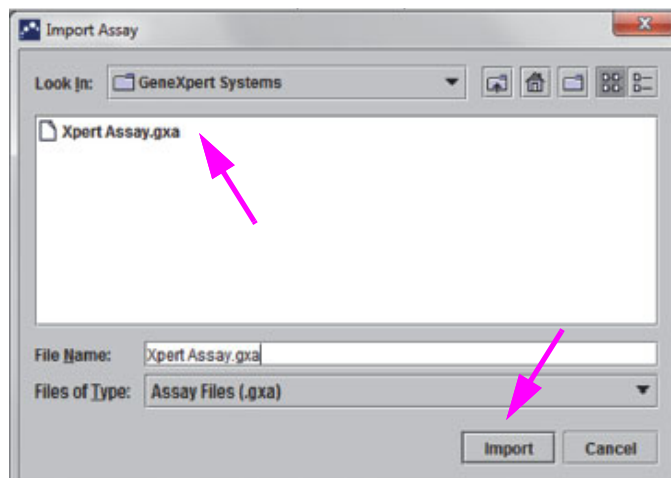 Import Assay
Look In: GeneXpert Systems
Xpert Assay.gxa
File Name: Xpert Assay.gxa
Files of Type: Assay Files (.gxa)
Import Cancel